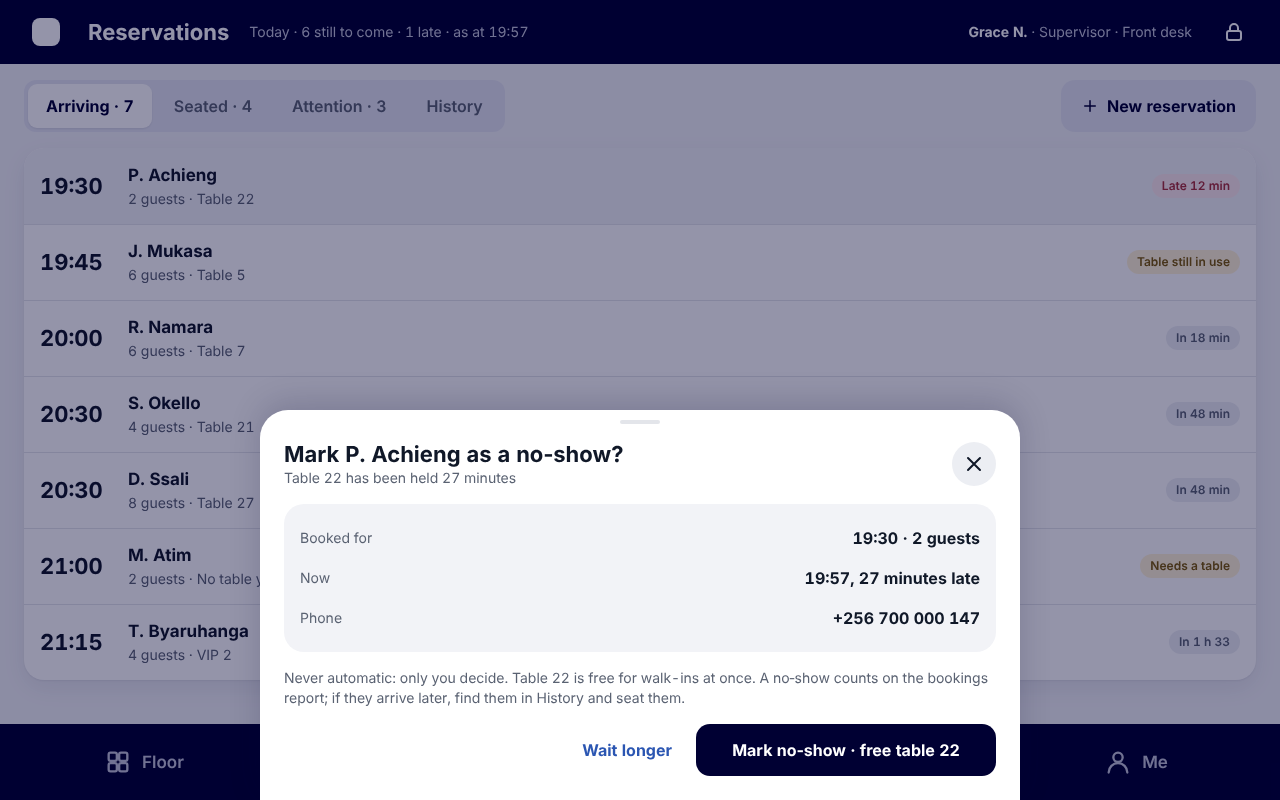 Reservations
Today · 6 still to come · 1 late · as at 19:57
Grace N. · Supervisor · Front desk
Arriving · 7
Seated · 4
Attention · 3
History
+ New reservation
19:30
P. Achieng
2 guests · Table 22
Late 12 min
19:45
J. Mukasa
6 guests · Table 5
Table still in use
20:00
R. Namara
6 guests · Table 7
In 18 min
20:30
S. Okello
4 guests · Table 21
In 48 min
20:30
D. Ssali
8 guests · Table 27
In 48 min
21:00
M. Atim
2 guests · No table
Needs a table
21:15
T. Byaruhanga
4 guests · VIP 2
In 1 h 33
Mark P. Achieng as a no-show?
Table 22 has been held 27 minutes
Booked for
19:30 · 2 guests
Now
19:57, 27 minutes late
Phone
+256 700 000 147
Never automatic: only you decide. Table 22 is free for walk-ins at once. A no-show counts on the bookings
report; if they arrive later, find them in History and seat them.
Wait longer
Mark no-show · free table 22
Floor
Me